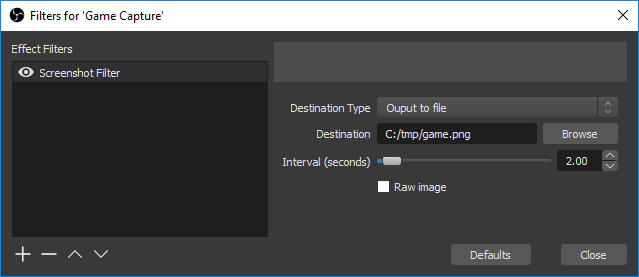 Filters for 'Game Capture'
Effect Filters
Screenshot Filter
Destination Type Ouput to file
Destination C:/tmp/game.png Browse
Interval (seconds) 2.00
Raw image
Defaults Close